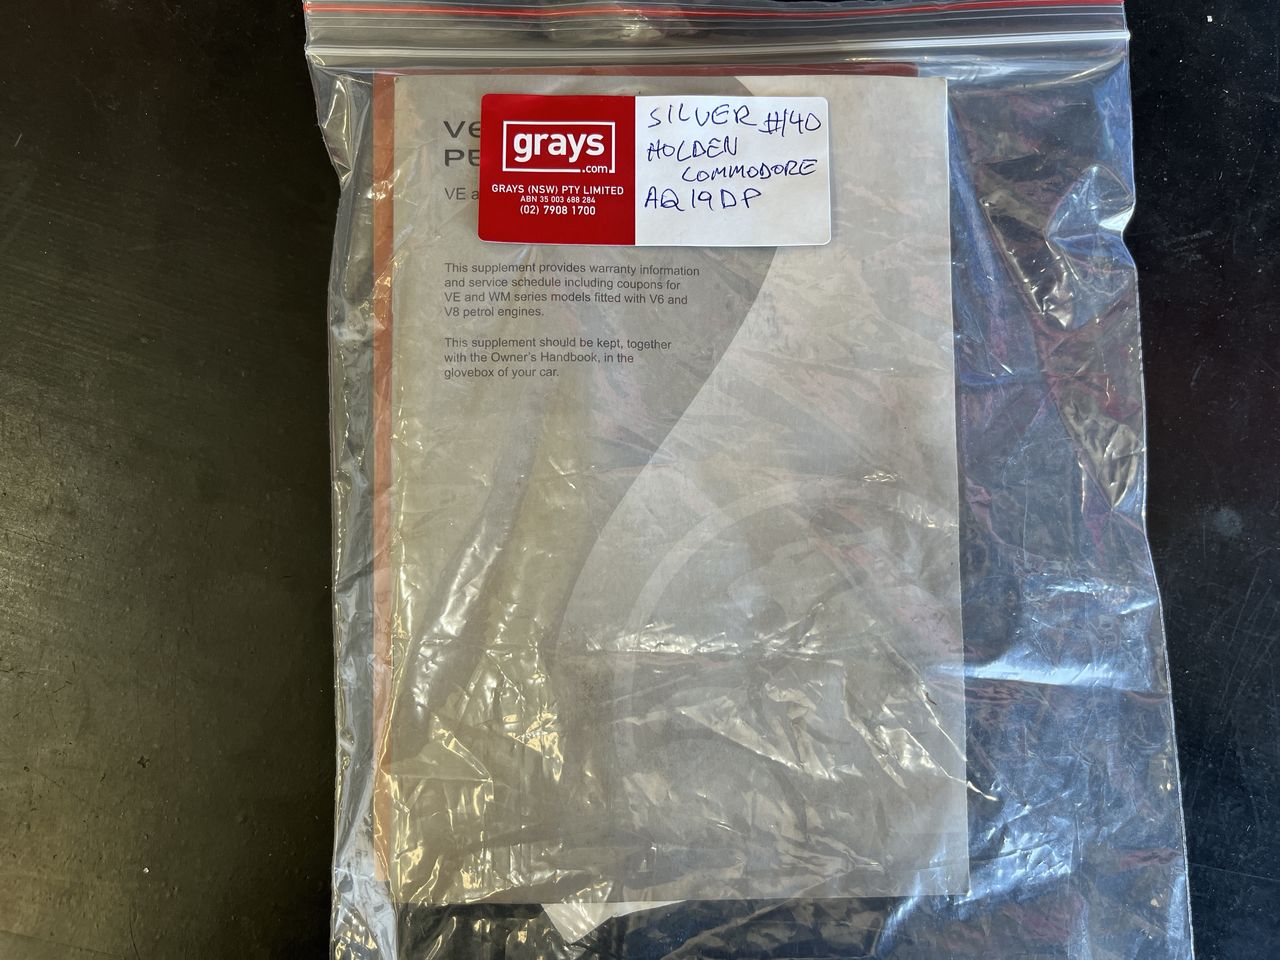 VE
PE
VE a
grays
.com
GRAYS (NSW) PTY LIMITED
ABN 35 003 688 284
(02) 7908 1700
SILVER #140
HOLDEN
COMMODORE
AQ19DP
This supplement provides warranty information
and service schedule including coupons for
VE and WM series models fitted with V6 and
V8 petrol engines.
This supplement should be kept, together
with the Owner's Handbook, in the
glovebox of your car.